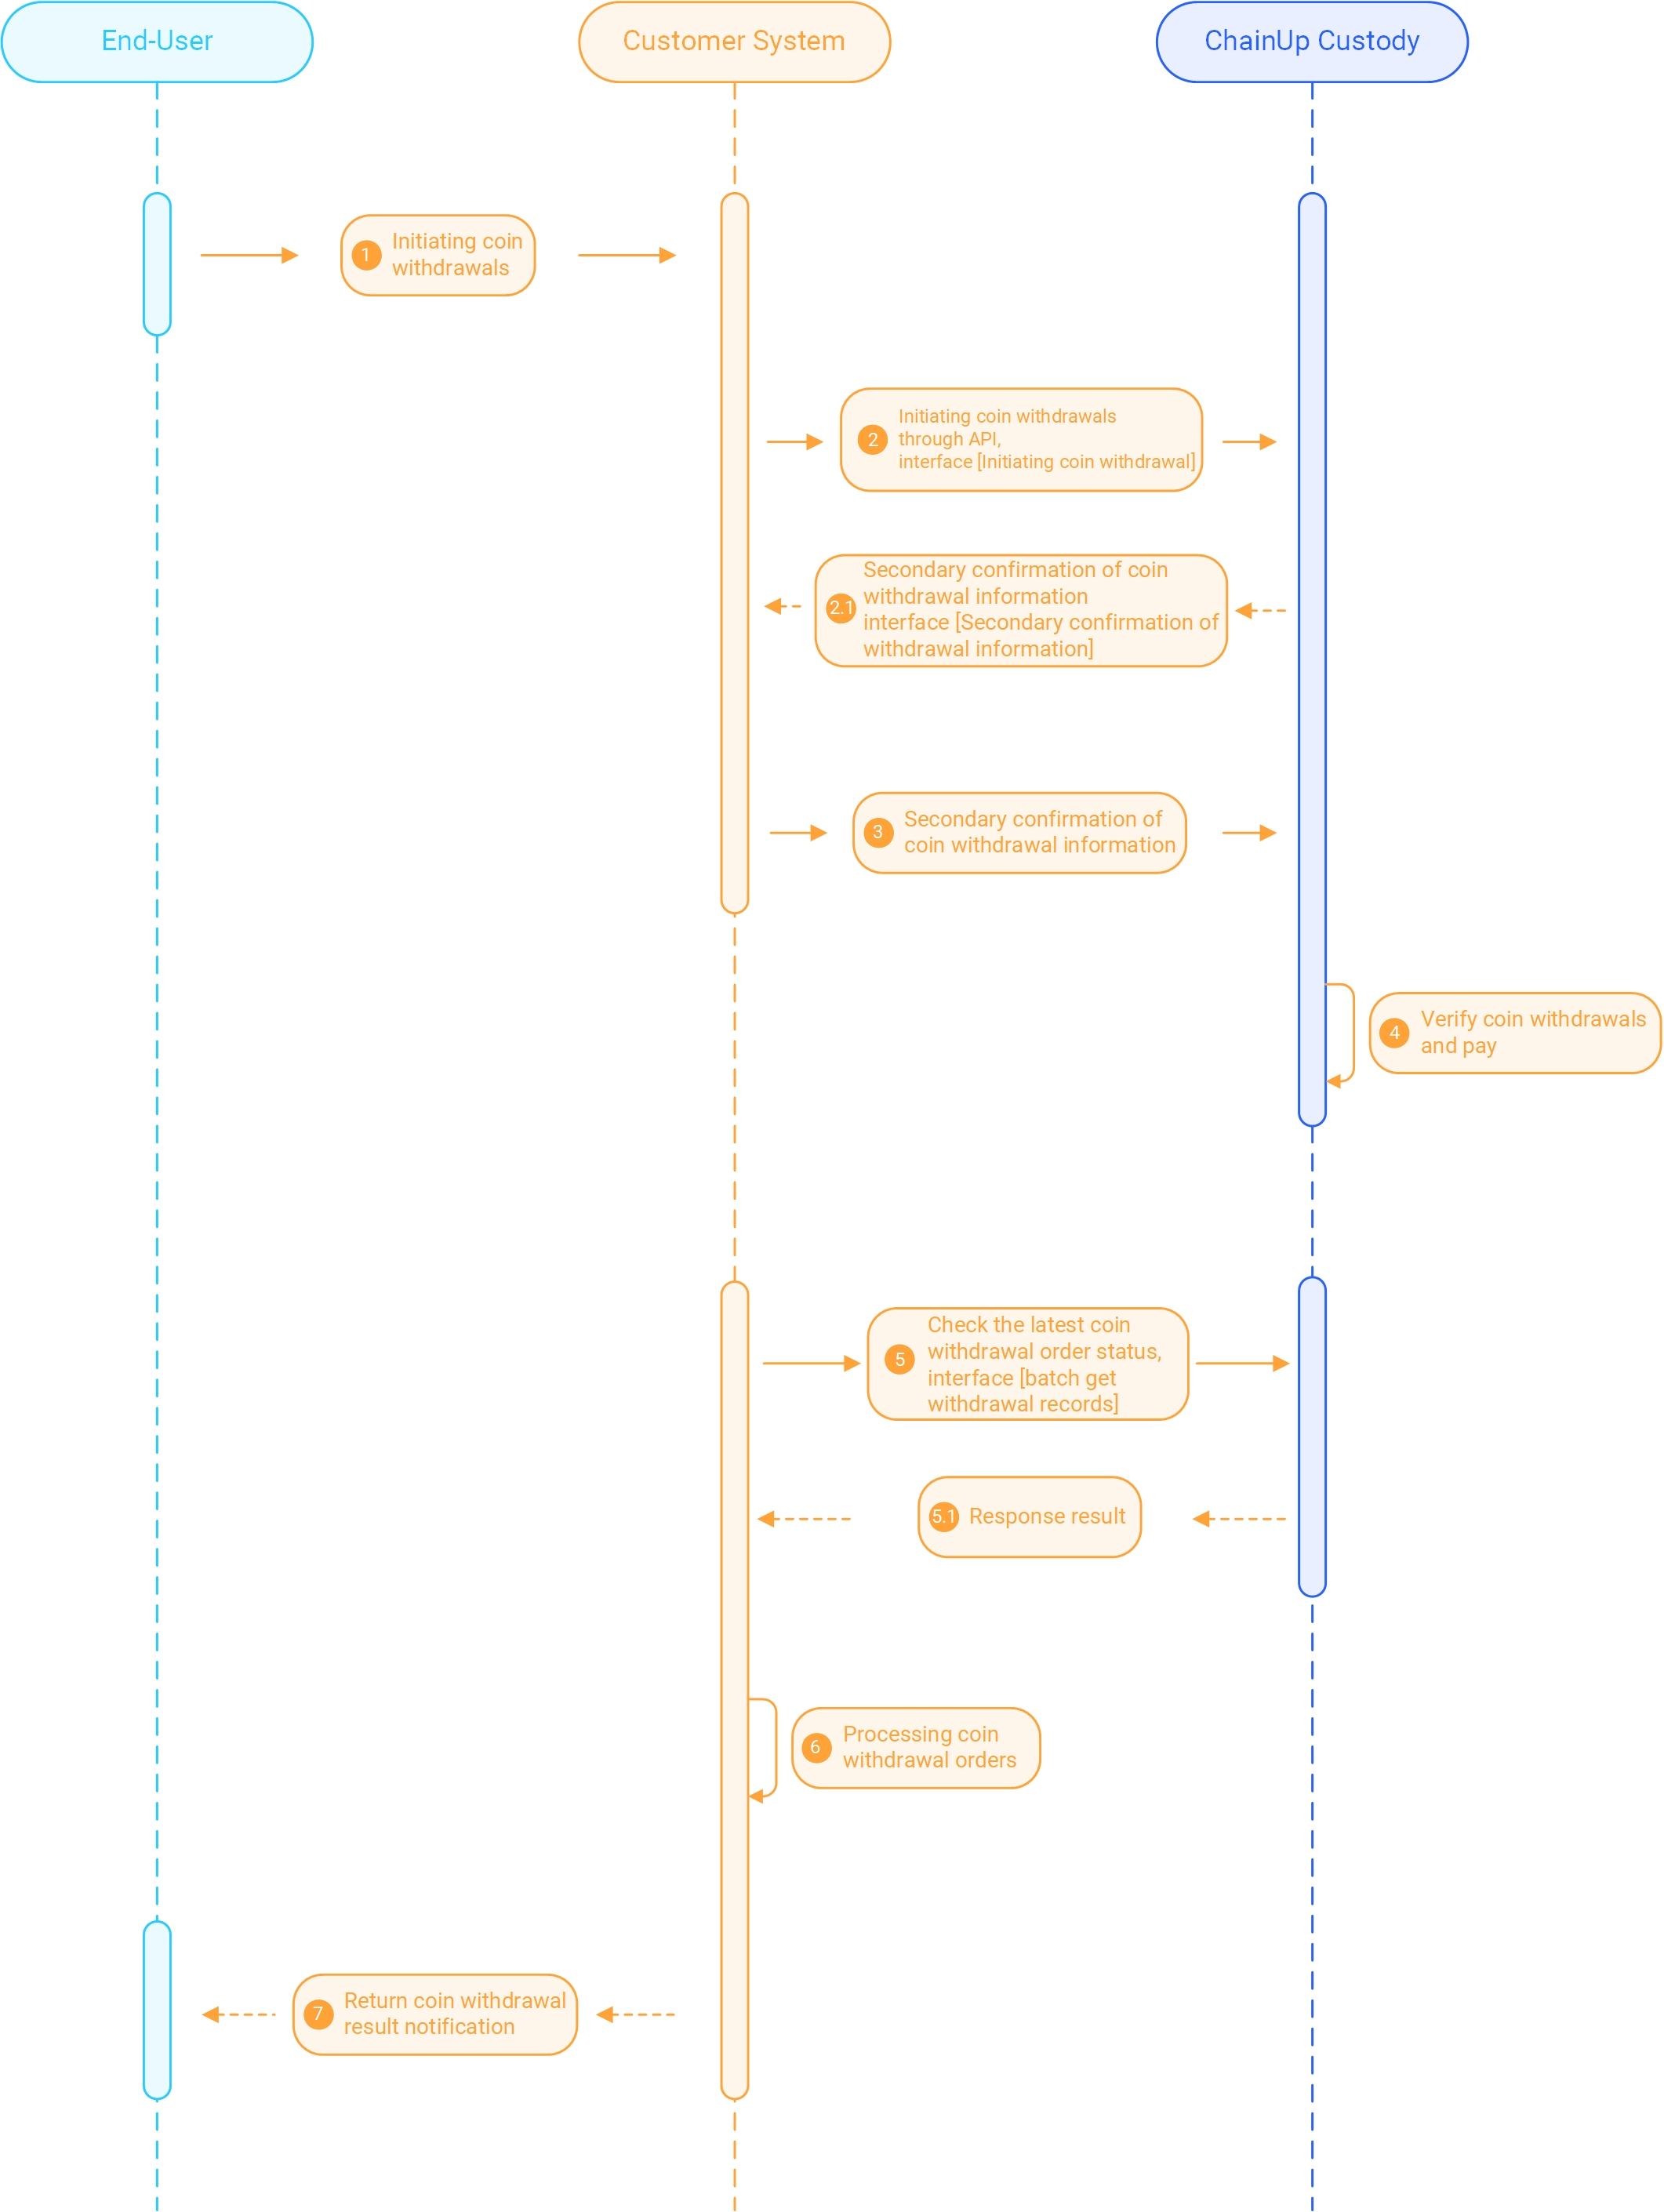 End-User
Customer System
ChainUp Custody
1
Initiating coin
withdrawals
2
Initiating coin withdrawals
through API,
interface [Initiating coin withdrawal]
2.1
Secondary confirmation of coin
withdrawal information
interface [Secondary confirmation of
withdrawal information]
3
Secondary confirmation of
coin withdrawal information
4
Verify coin withdrawals
and pay
5
Check the latest coin
withdrawal order status,
interface [batch get
withdrawal records]
5.1
Response result
6
Processing coin
withdrawal orders
7
Return coin withdrawal
result notification